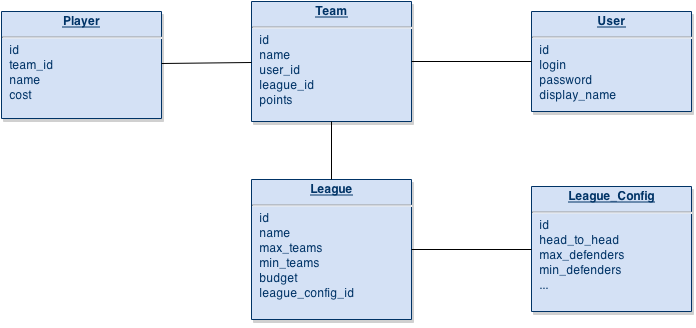 Player
id
team_id
name
cost
Team
id
name
user_id
league_id
points
User
id
login
password
display_name
League
id
name
max_teams
min_teams
budget
league_config_id
League_Config
id
head_to_head
max_defenders
min_defenders
...